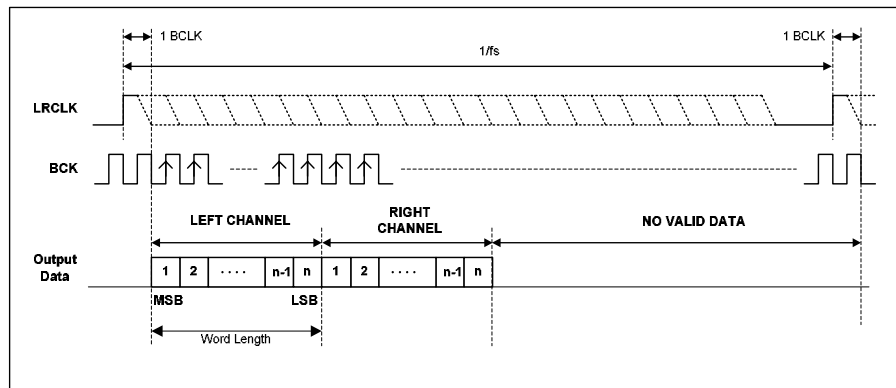 1 BCLK
1 BCLK
1/fs
LRCLK
BCK
LEFT CHANNEL
RIGHT
CHANNEL
NO VALID DATA
Output
Data
1 2 ···· n-1 n 1 2 ···· n-1 n
MSB LSB
Word Length